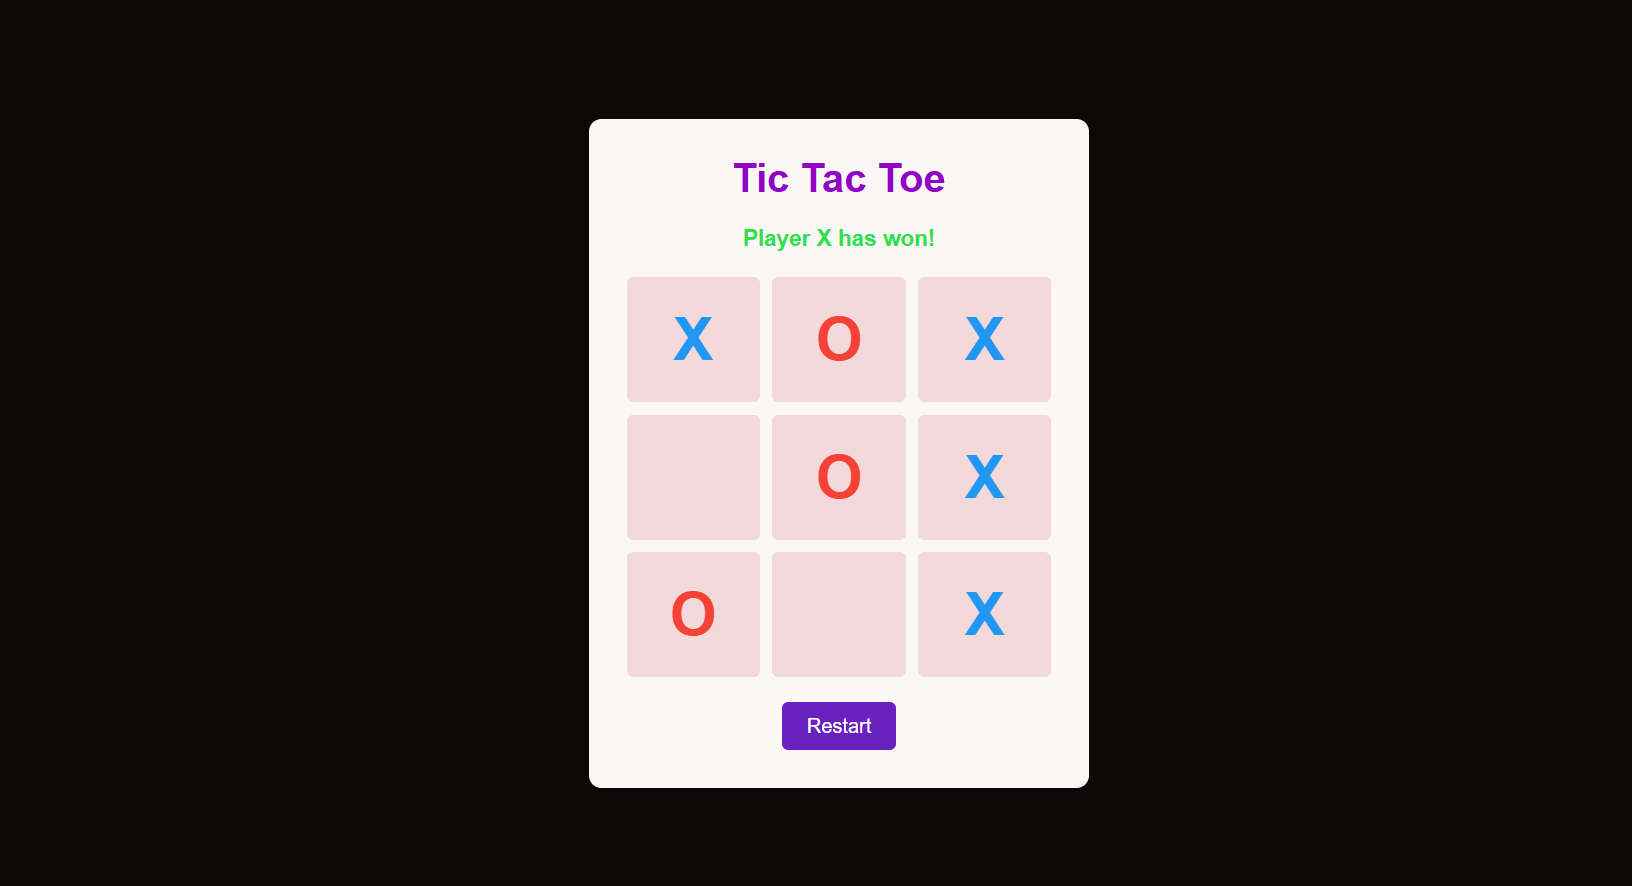 Tic Tac Toe
Player X has won!
X O X
O X
O X
Restart